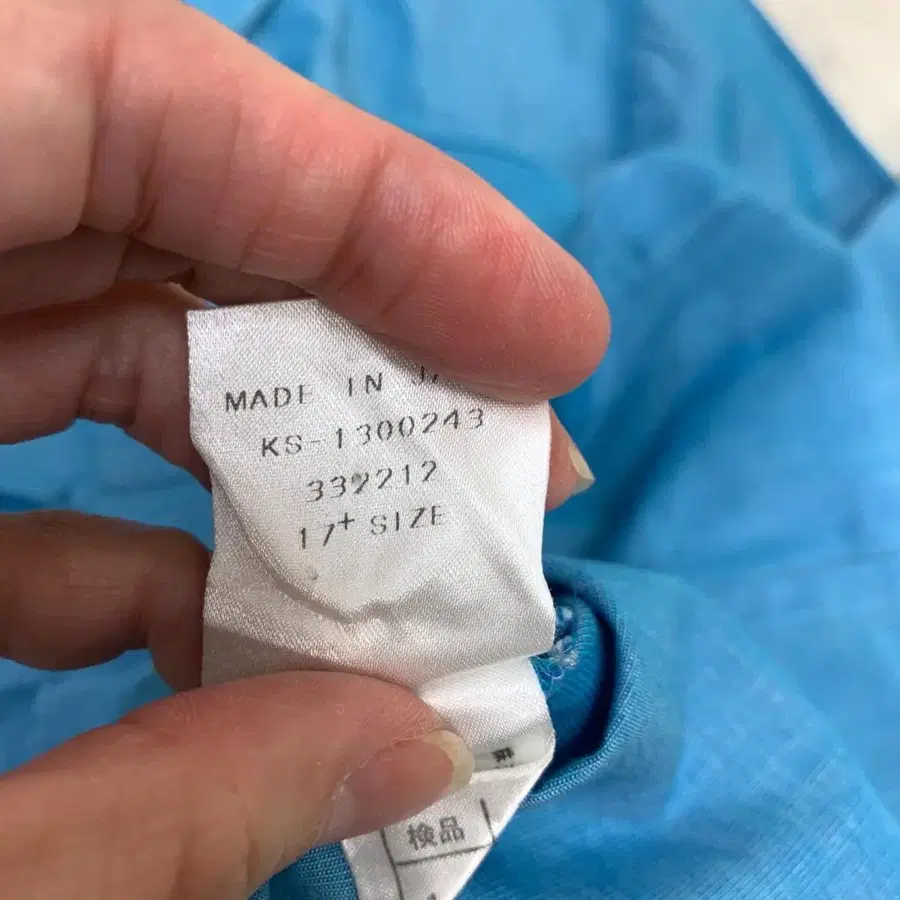 MADE IN
KS-1300243
332212
17+ SIZE
検品